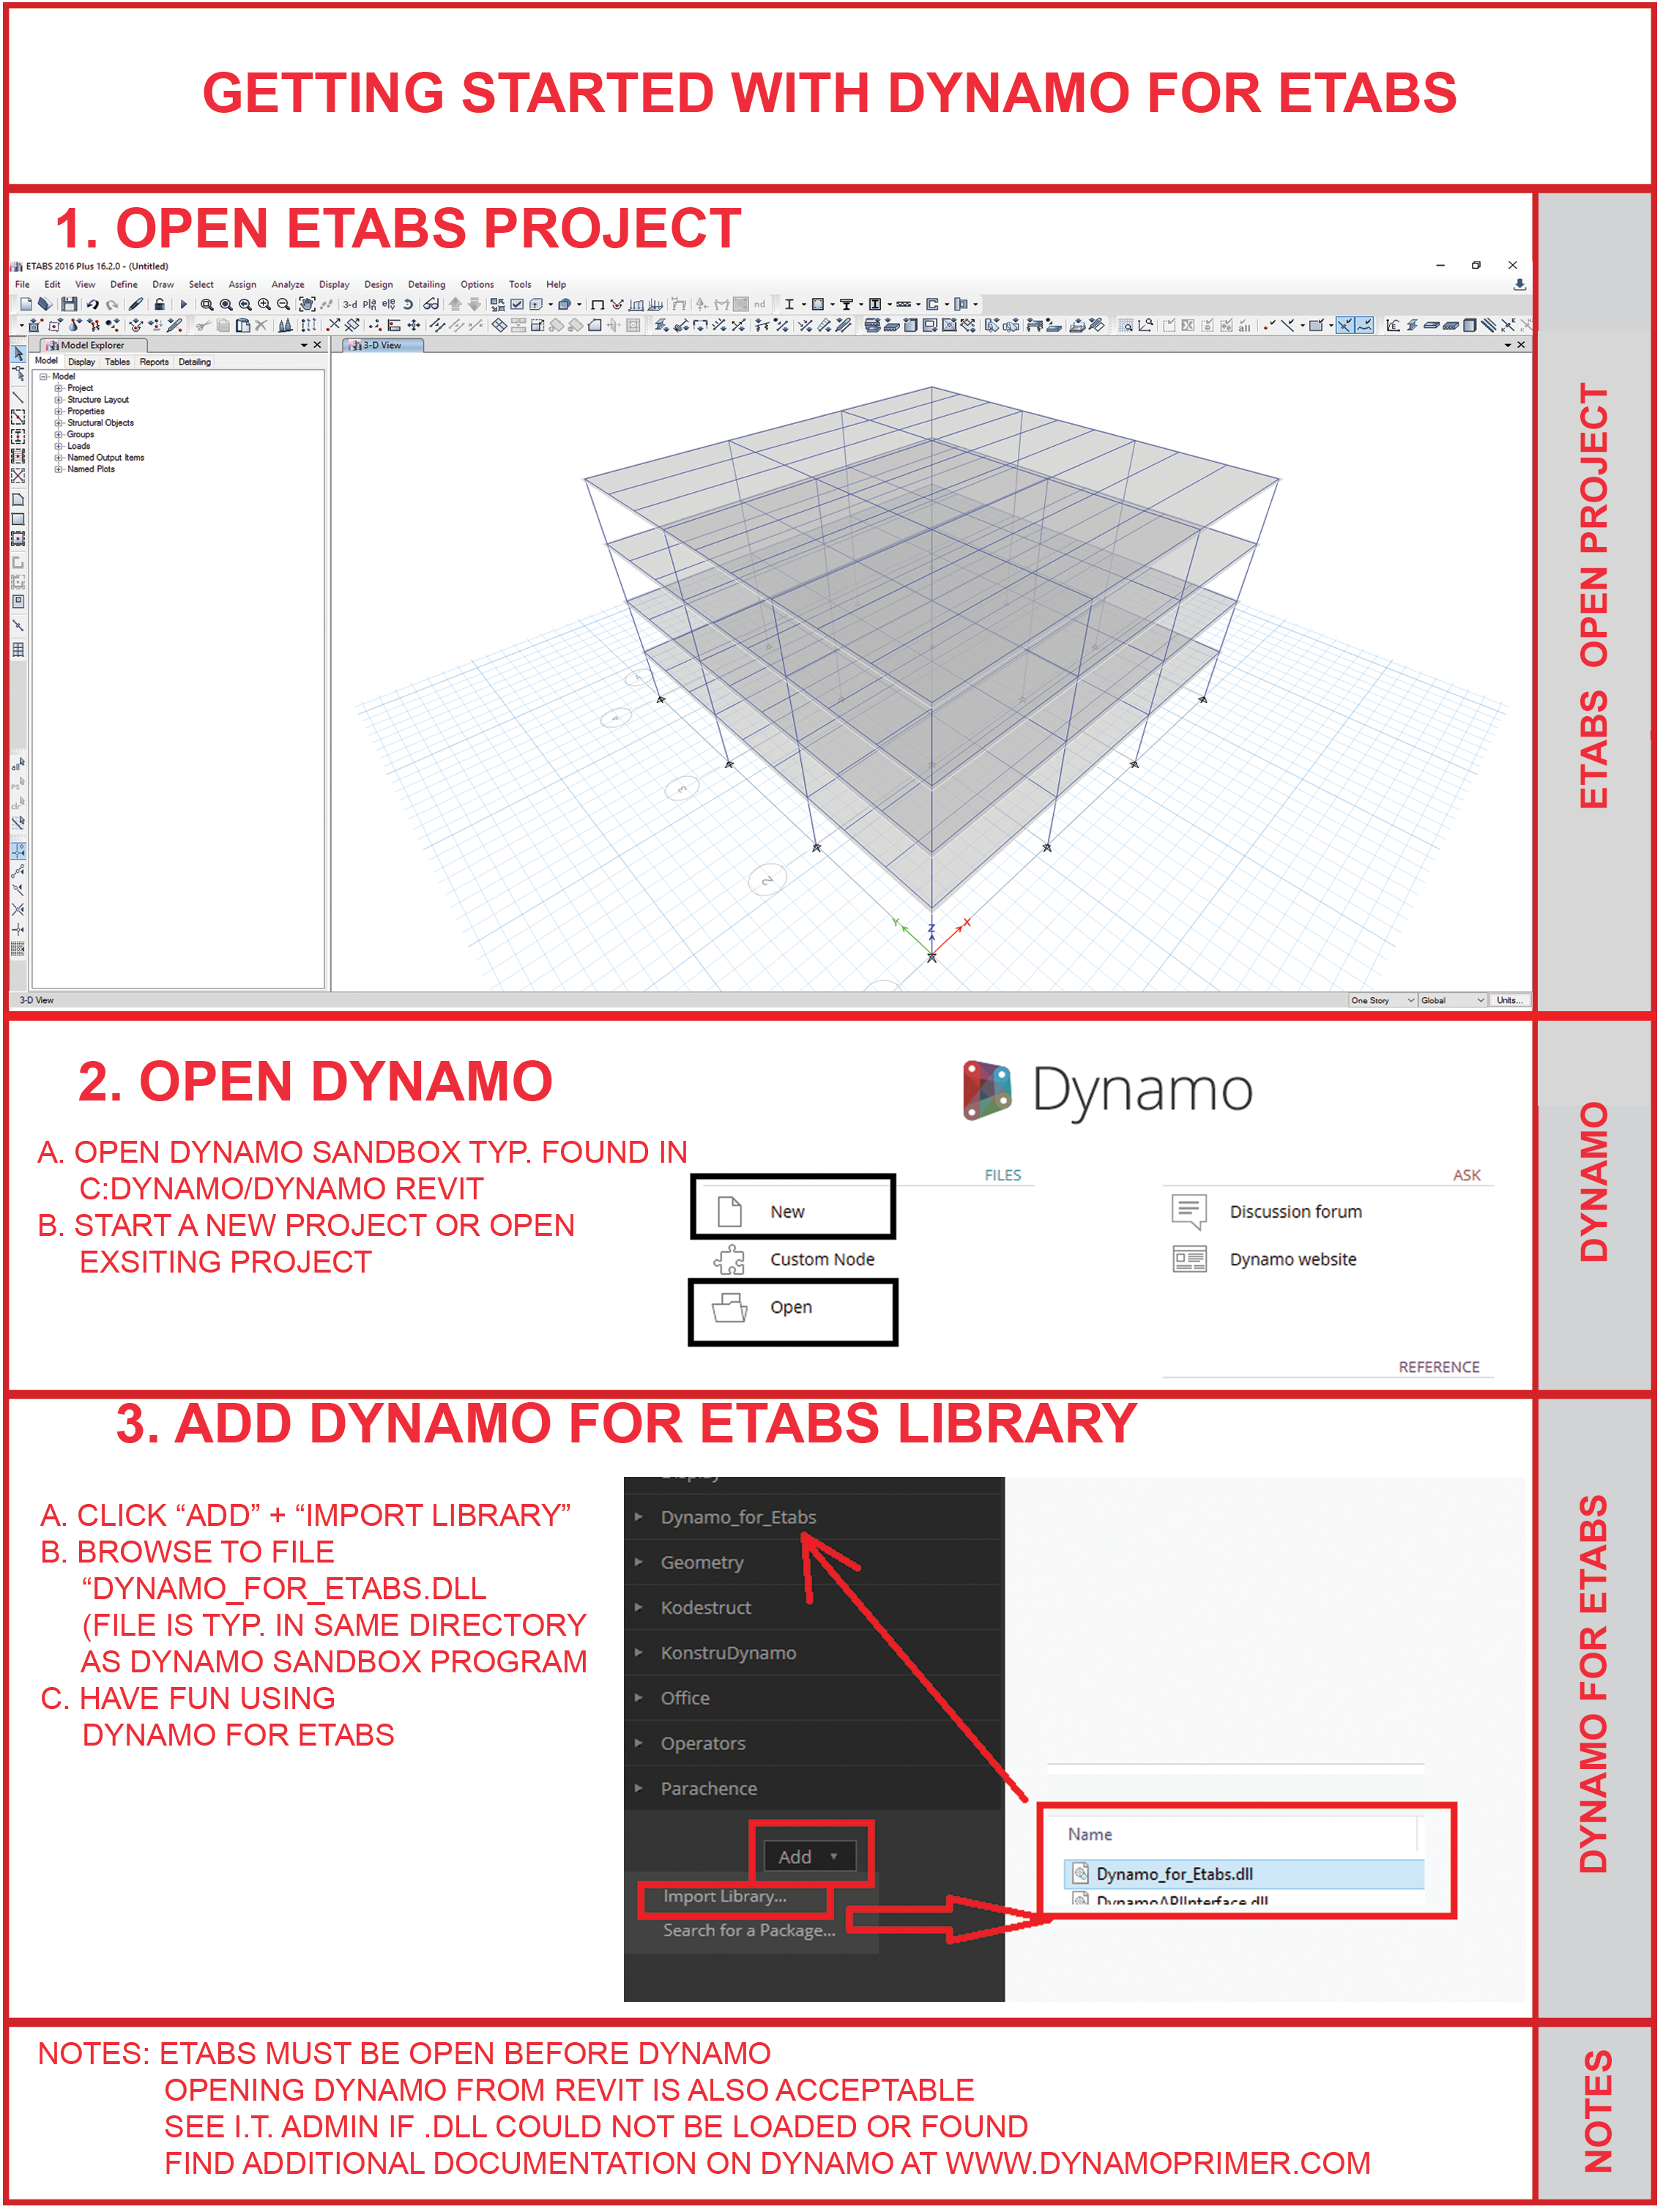 GETTING STARTED WITH DYNAMO FOR ETABS
1. OPEN ETABS PROJECT
ETABS 2016 Plus 16.2.0 - (Untitled)
File Edit View Define Draw Select Assign Analyze Display Design Detailing Options Tools Help
3-d
nd
all
Model Explorer
3-D View
Model Display Tables Reports Detailing
Model
Project
Structure Layout
Properties
Structural Objects
Groups
Loads
Named Output Items
Named Plots
all
ps
clr
Y Z X
3-D View
One Story Global Units...
ETABS OPEN PROJECT
2. OPEN DYNAMO
A. OPEN DYNAMO SANDBOX TYP. FOUND IN
C:DYNAMO/DYNAMO REVIT
B. START A NEW PROJECT OR OPEN
EXSITING PROJECT
Dynamo
FILES
New
Custom Node
Open
ASK
Discussion forum
Dynamo website
REFERENCE
DYNAMO
3. ADD DYNAMO FOR ETABS LIBRARY
A. CLICK “ADD” + “IMPORT LIBRARY”
B. BROWSE TO FILE
“DYNAMO_FOR_ETABS.DLL
(FILE IS TYP. IN SAME DIRECTORY
AS DYNAMO SANDBOX PROGRAM
C. HAVE FUN USING
DYNAMO FOR ETABS
Display
Dynamo_for_Etabs
Geometry
Kodestruct
KonstruDynamo
Office
Operators
Parachence
Add
Import Library...
Search for a Package...
Name
Dynamo_for_Etabs.dll
DynamoAPIInterface.dll
DYNAMO FOR ETABS
NOTES: ETABS MUST BE OPEN BEFORE DYNAMO
OPENING DYNAMO FROM REVIT IS ALSO ACCEPTABLE
SEE I.T. ADMIN IF .DLL COULD NOT BE LOADED OR FOUND
FIND ADDITIONAL DOCUMENTATION ON DYNAMO AT WWW.DYNAMOPRIMER.COM
NOTES